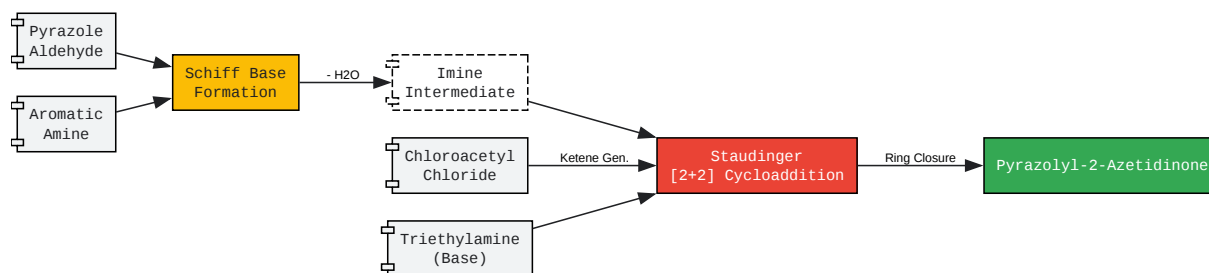 Pyrazole
Aldehyde
Aromatic
Amine
Schiff Base
Formation
- H2O
Imine
Intermediate
Chloroacetyl
Chloride
Triethylamine
(Base)
Ketene Gen.
Staudinger
[2+2] Cycloaddition
Ring Closure
Pyrazolyl-2-Azetidinone